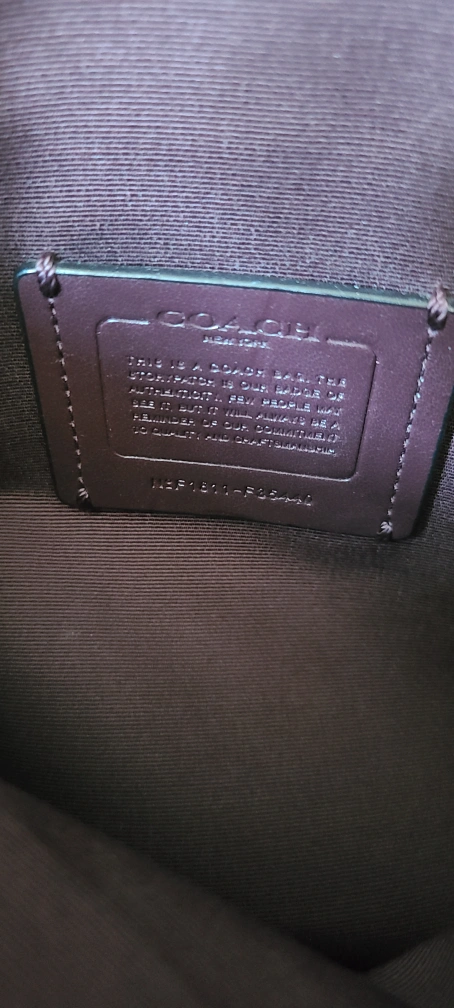 COACH
NEW YORK
THIS IS A COACH BAG. THE
STORYPATCH IS OUR BADGE OF
AUTHENTICITY. FEW PEOPLE MAY
SEE IT. BUT IT WILL ALWAYS BE A
REMINDER OF OUR COMMITMENT
TO QUALITY AND CRAFTSMANSHIP.